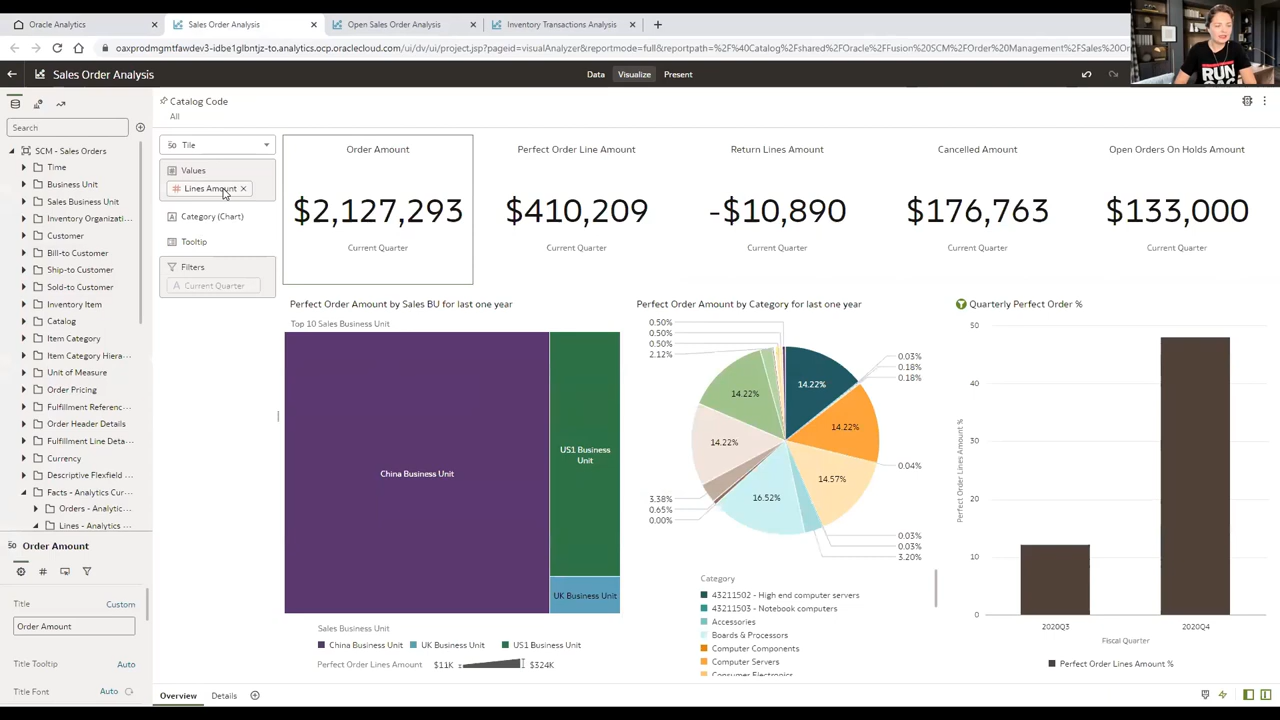 Oracle Analytics
Sales Order Analysis
Open Sales Order Analysis
Inventory Transactions Analysis
oaxprodmgmtfawdev3-idbe1glbntjz-to.analytics.ocp.oraclecloud.com/ui/dv/ui/project.jsp?pageid=visualAnalyzer&reportmode=full&reportpath=%2F%40Catalog%2Fshared%2FOracle%2FFusion%20SCM%2FOrder%20Management%2FSales%20Or
Sales Order Analysis
Data
Visualize
Present
RUN
Search
SCM - Sales Orders
Time
Business Unit
Sales Business Unit
Inventory Organizati...
Customer
Bill-to Customer
Ship-to Customer
Sold-to Customer
Inventory Item
Catalog
Item Category
Item Category Hiera...
Unit of Measure
Order Pricing
Fulfillment Referenc...
Order Header Details
Fulfillment Line Deta...
Currency
Descriptive Flexfield ...
Facts - Analytics Cur...
Orders - Analytic...
Lines - Analytics ...
Order Amount
Title
Custom
Order Amount
Title Tooltip
Auto
Title Font
Auto
Catalog Code
All
Tile
Values
Lines Amount
Category (Chart)
Tooltip
Filters
Current Quarter
Order Amount
$2,127,293
Current Quarter
Perfect Order Line Amount
$410,209
Current Quarter
Return Lines Amount
-$10,890
Current Quarter
Cancelled Amount
$176,763
Current Quarter
Open Orders On Holds Amount
$133,000
Current Quarter
Perfect Order Amount by Sales BU for last one year
Top 10 Sales Business Unit
China Business Unit
US1 Business
Unit
UK Business Unit
Sales Business Unit
China Business Unit
UK Business Unit
US1 Business Unit
Perfect Order Lines Amount
$11K
$324K
Perfect Order Amount by Category for last one year
0.50%
0.50%
0.50%
2.12%
14.22%
14.22%
3.38%
0.65%
0.00%
16.52%
14.22%
14.22%
14.57%
0.03%
0.18%
0.18%
0.04%
0.03%
0.03%
3.20%
Category
43211502 - High end computer servers
43211503 - Notebook computers
Accessories
Boards & Processors
Computer Components
Computer Servers
Consumer Electronics
Quarterly Perfect Order %
50
40
30
20
10
0
Perfect Order Lines Amount %
2020Q3
2020Q4
Fiscal Quarter
Perfect Order Lines Amount %
Overview
Details